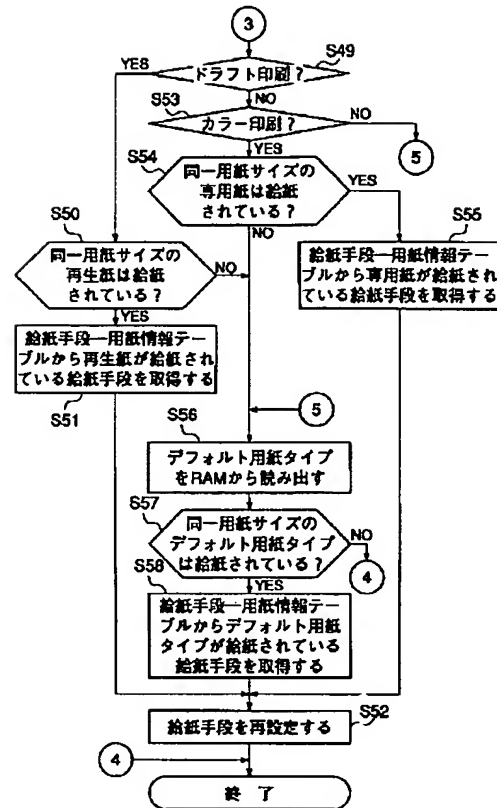 3
S49
YES
ドラフト印刷？
NO
S53
カラー印刷？
NO
5
YES
S54
同一用紙サイズの
専用紙は給紙
されている？
YES
NO
S50
同一用紙サイズの
再生紙は給紙
されている？
NO
YES
S55
給紙手段ー用紙情報テー
ブルから専用紙が給紙され
ている給紙手段を取得する
給紙手段ー用紙情報テー
ブルから再生紙が給紙され
ている給紙手段を取得する
S51
5
S56
デフォルト用紙タイプ
をRAMから読み出す
S57
同一用紙サイズの
デフォルト用紙タイプ
は給紙されている？
NO
4
YES
S58
給紙手段ー用紙情報テー
ブルからデフォルト用紙
タイプが給紙されている
給紙手段を取得する
S52
給紙手段を再設定する
4
終 了